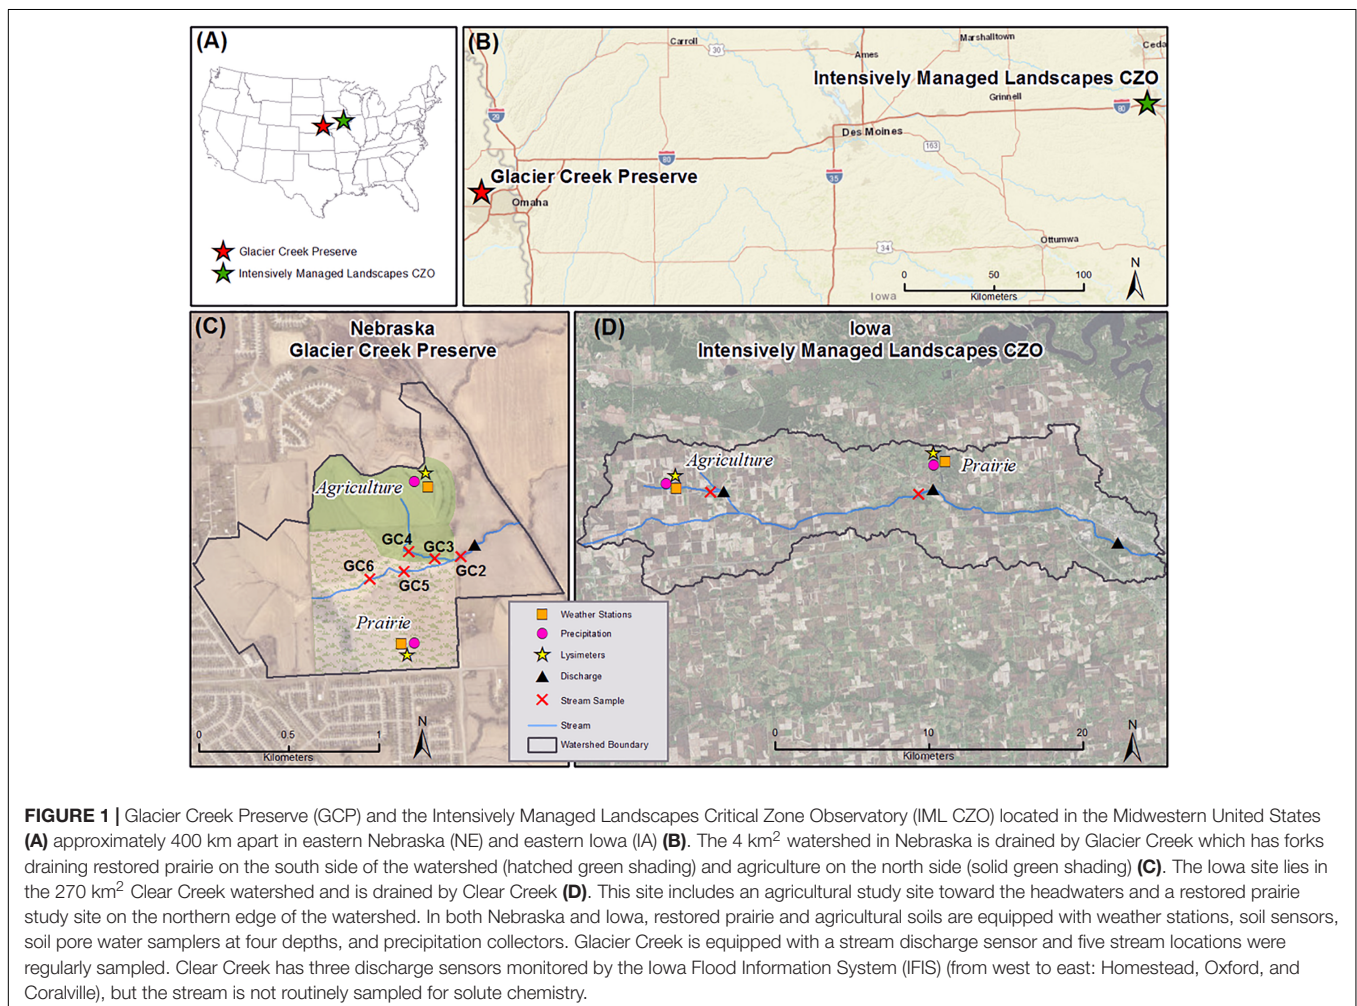 (A)
Glacier Creek Preserve
Intensively Managed Landscapes CZO
(B)
Carroll
30
Marshalltown
Ames
Ceda
Intensively Managed Landscapes CZO
Grinnell
80
29
Des Moines
163
80
35
Glacier Creek Preserve
Omaha
34
Ottumwa
Iowa
0 50 100
Kilometers
N
(C)
Nebraska
Glacier Creek Preserve
Agriculture
GC4
GC3
GC2
GC6
GC5
Prairie
0 0.5 1
Kilometers
N
(D)
Iowa
Intensively Managed Landscapes CZO
Agriculture
Prairie
0 10 20
Kilometers
N
Weather Stations
Precipitation
Lysimeters
Discharge
Stream Sample
Stream
Watershed Boundary
FIGURE 1 | Glacier Creek Preserve (GCP) and the Intensively Managed Landscapes Critical Zone Observatory (IML CZO) located in the Midwestern United States
(A) approximately 400 km apart in eastern Nebraska (NE) and eastern Iowa (IA) (B). The 4 km² watershed in Nebraska is drained by Glacier Creek which has forks
draining restored prairie on the south side of the watershed (hatched green shading) and agriculture on the north side (solid green shading) (C). The Iowa site lies in
the 270 km² Clear Creek watershed and is drained by Clear Creek (D). This site includes an agricultural study site toward the headwaters and a restored prairie
study site on the northern edge of the watershed. In both Nebraska and Iowa, restored prairie and agricultural soils are equipped with weather stations, soil sensors,
soil pore water samplers at four depths, and precipitation collectors. Glacier Creek is equipped with a stream discharge sensor and five stream locations were
regularly sampled. Clear Creek has three discharge sensors monitored by the Iowa Flood Information System (IFIS) (from west to east: Homestead, Oxford, and
Coralville), but the stream is not routinely sampled for solute chemistry.